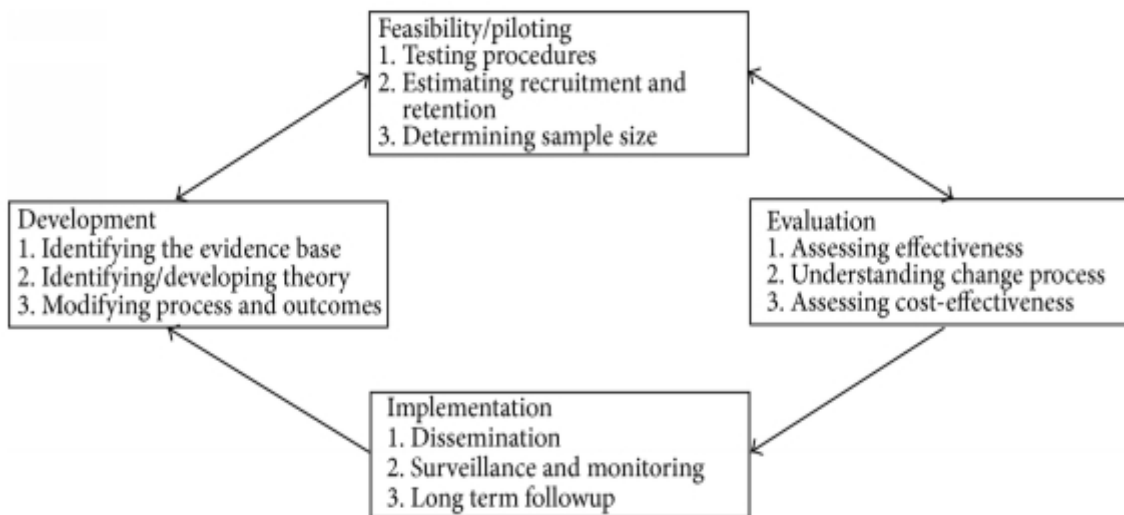 Feasibility/piloting
1. Testing procedures
2. Estimating recruitment and
retention
3. Determining sample size
Development
1. Identifying the evidence base
2. Identifying/developing theory
3. Modifying process and outcomes
Evaluation
1. Assessing effectiveness
2. Understanding change process
3. Assessing cost-effectiveness
Implementation
1. Dissemination
2. Surveillance and monitoring
3. Long term followup